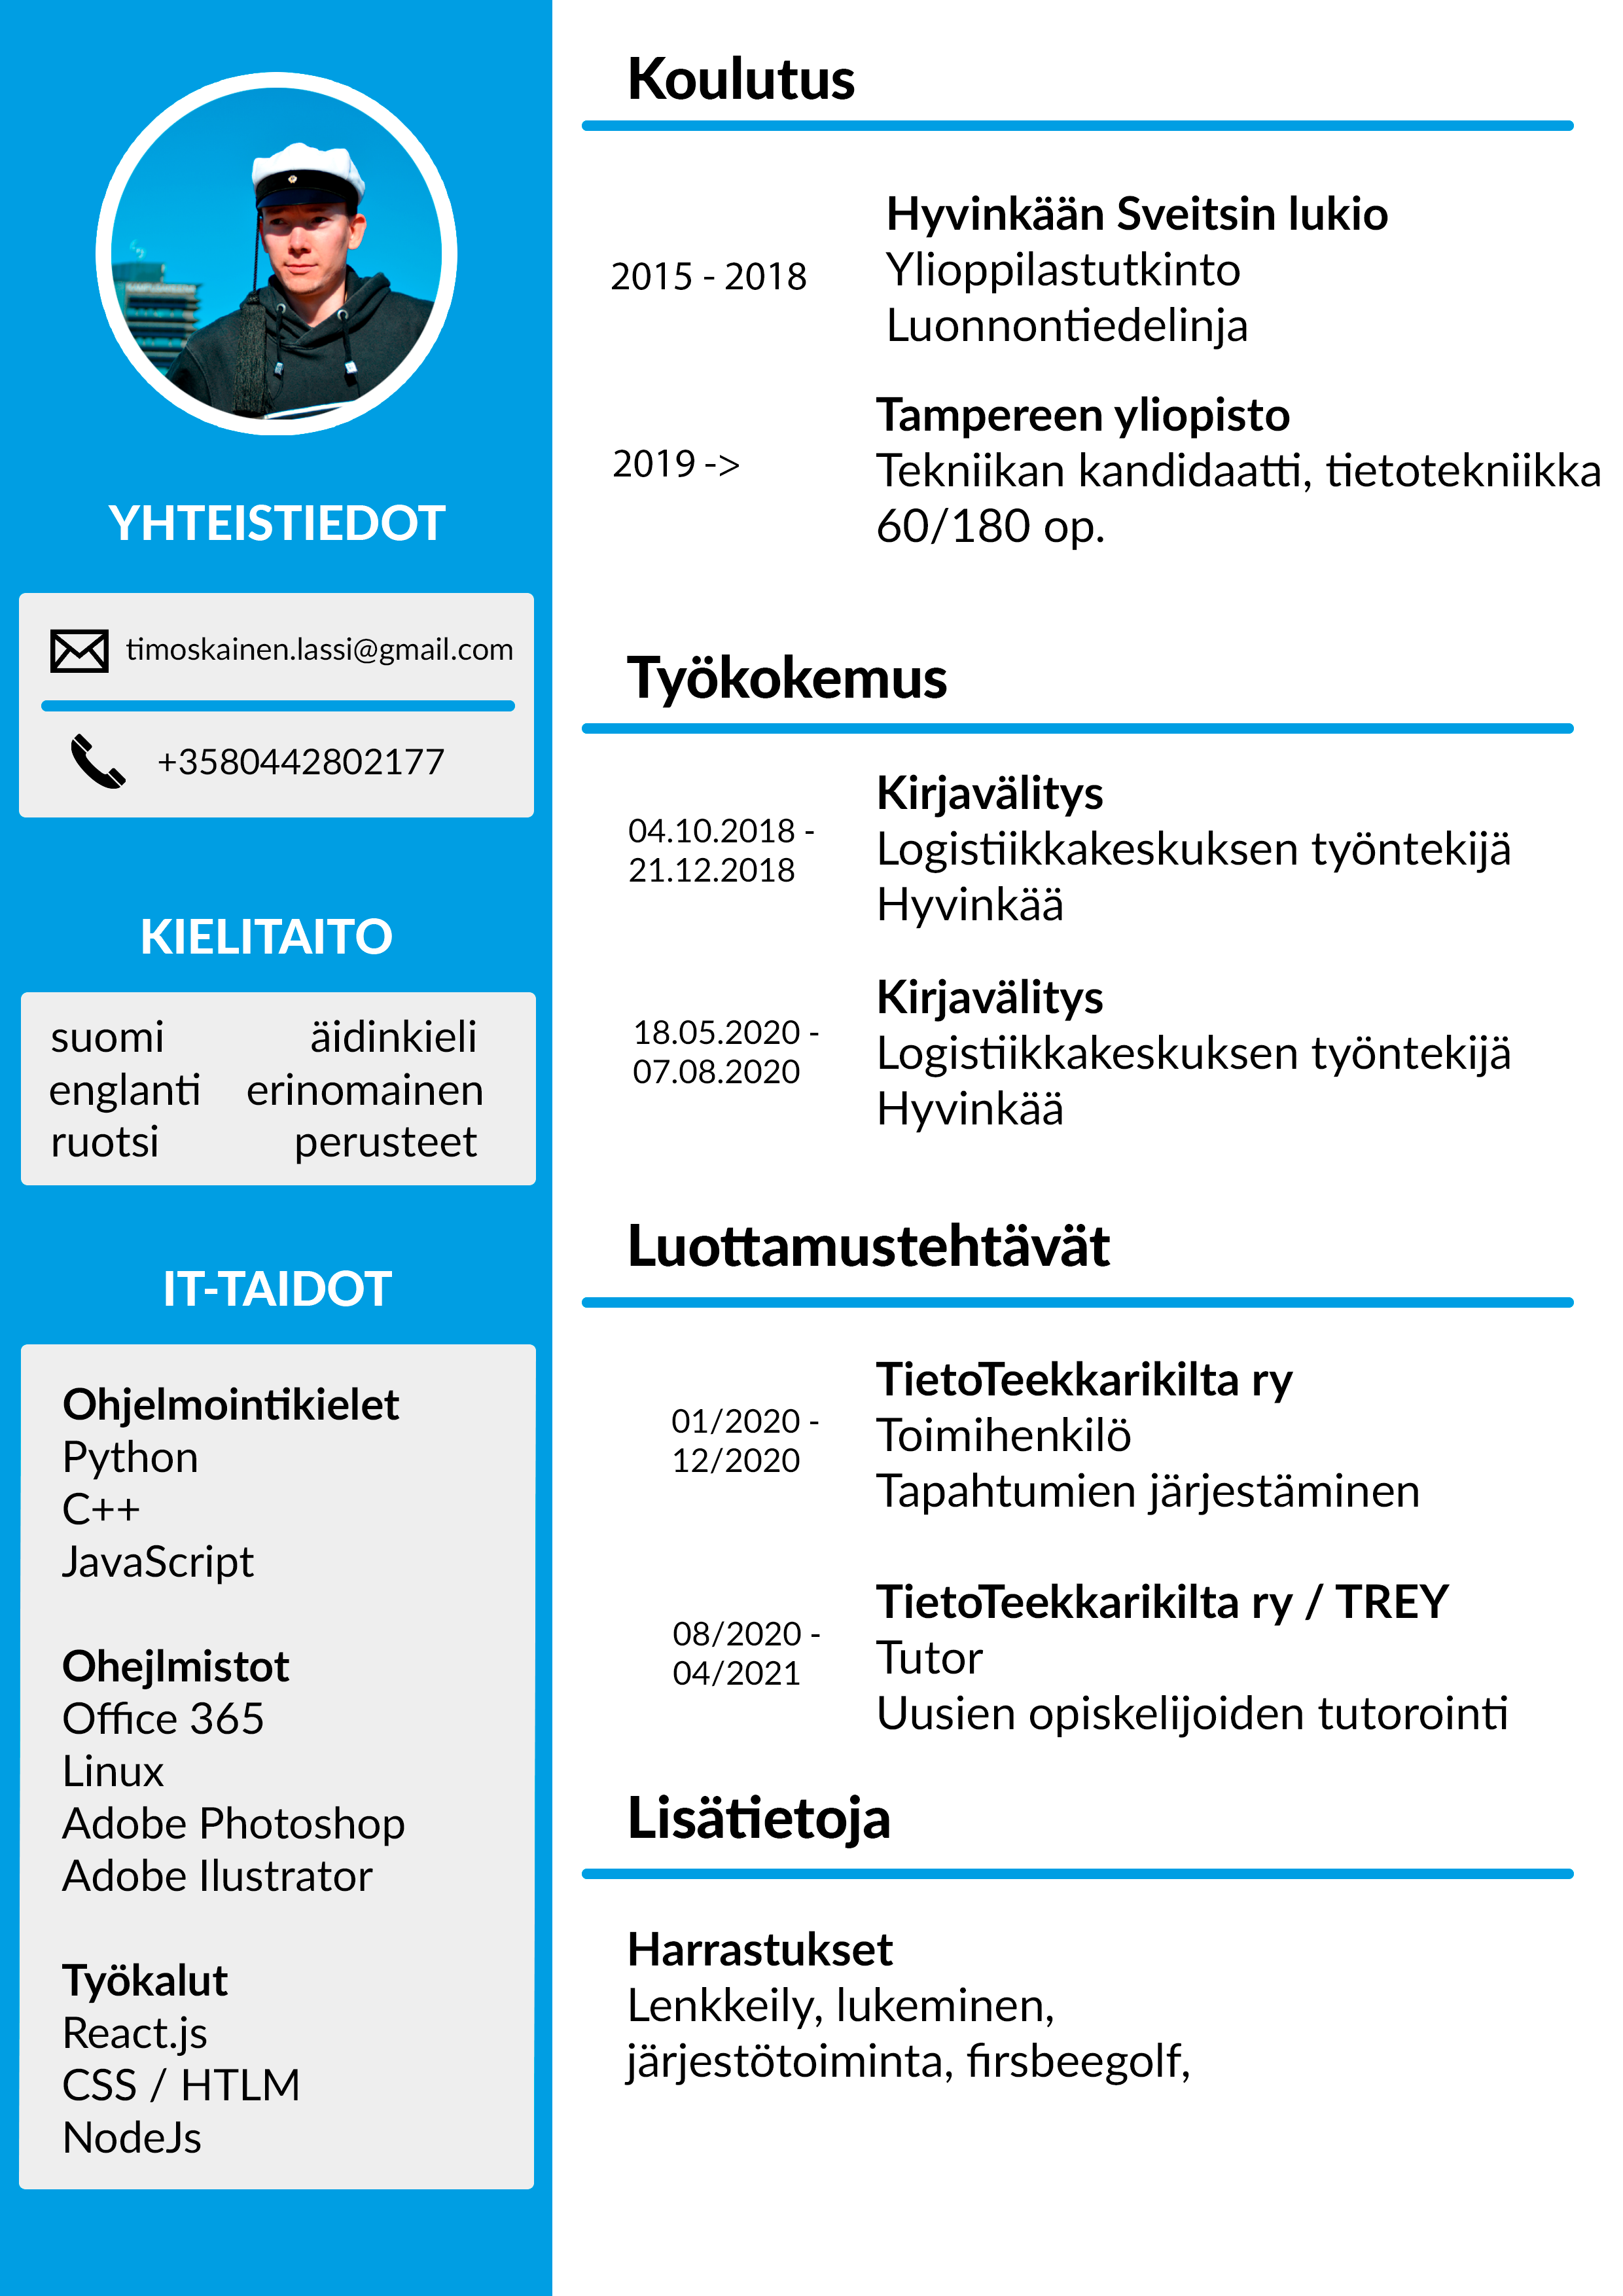 YHTEISTIEDOT
timoskainen.lassi@gmail.com
+3580442802177
KIELITAITO
suomi äidinkieli
englanti erinomainen
ruotsi perusteet
IT-TAIDOT
Ohjelmointikielet
Python
C++
JavaScript
Ohejlmistot
Office 365
Linux
Adobe Photoshop
Adobe Ilustrator
Työkalut
React.js
CSS / HTLM
NodeJs
Koulutus
2015 - 2018
Hyvinkään Sveitsin lukio
Ylioppilastutkinto
Luonnontiedelinja
2019 ->
Tampereen yliopisto
Tekniikan kandidaatti, tietotekniikka
60/180 op.
Työkokemus
04.10.2018 -
21.12.2018
Kirjavälitys
Logistiikkakeskuksen työntekijä
Hyvinkää
18.05.2020 -
07.08.2020
Kirjavälitys
Logistiikkakeskuksen työntekijä
Hyvinkää
Luottamustehtävät
01/2020 -
12/2020
TietoTeekkarikilta ry
Toimihenkilö
Tapahtumien järjestäminen
08/2020 -
04/2021
TietoTeekkarikilta ry / TREY
Tutor
Uusien opiskelijoiden tutorointi
Lisätietoja
Harrastukset
Lenkkeily, lukeminen,
järjestötoiminta, firsbeegolf,